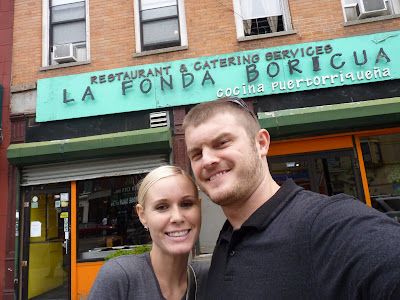 RESTAURANT & CATERING SERVICES
LA FONDA BORICUA
cocina puertorriqueña